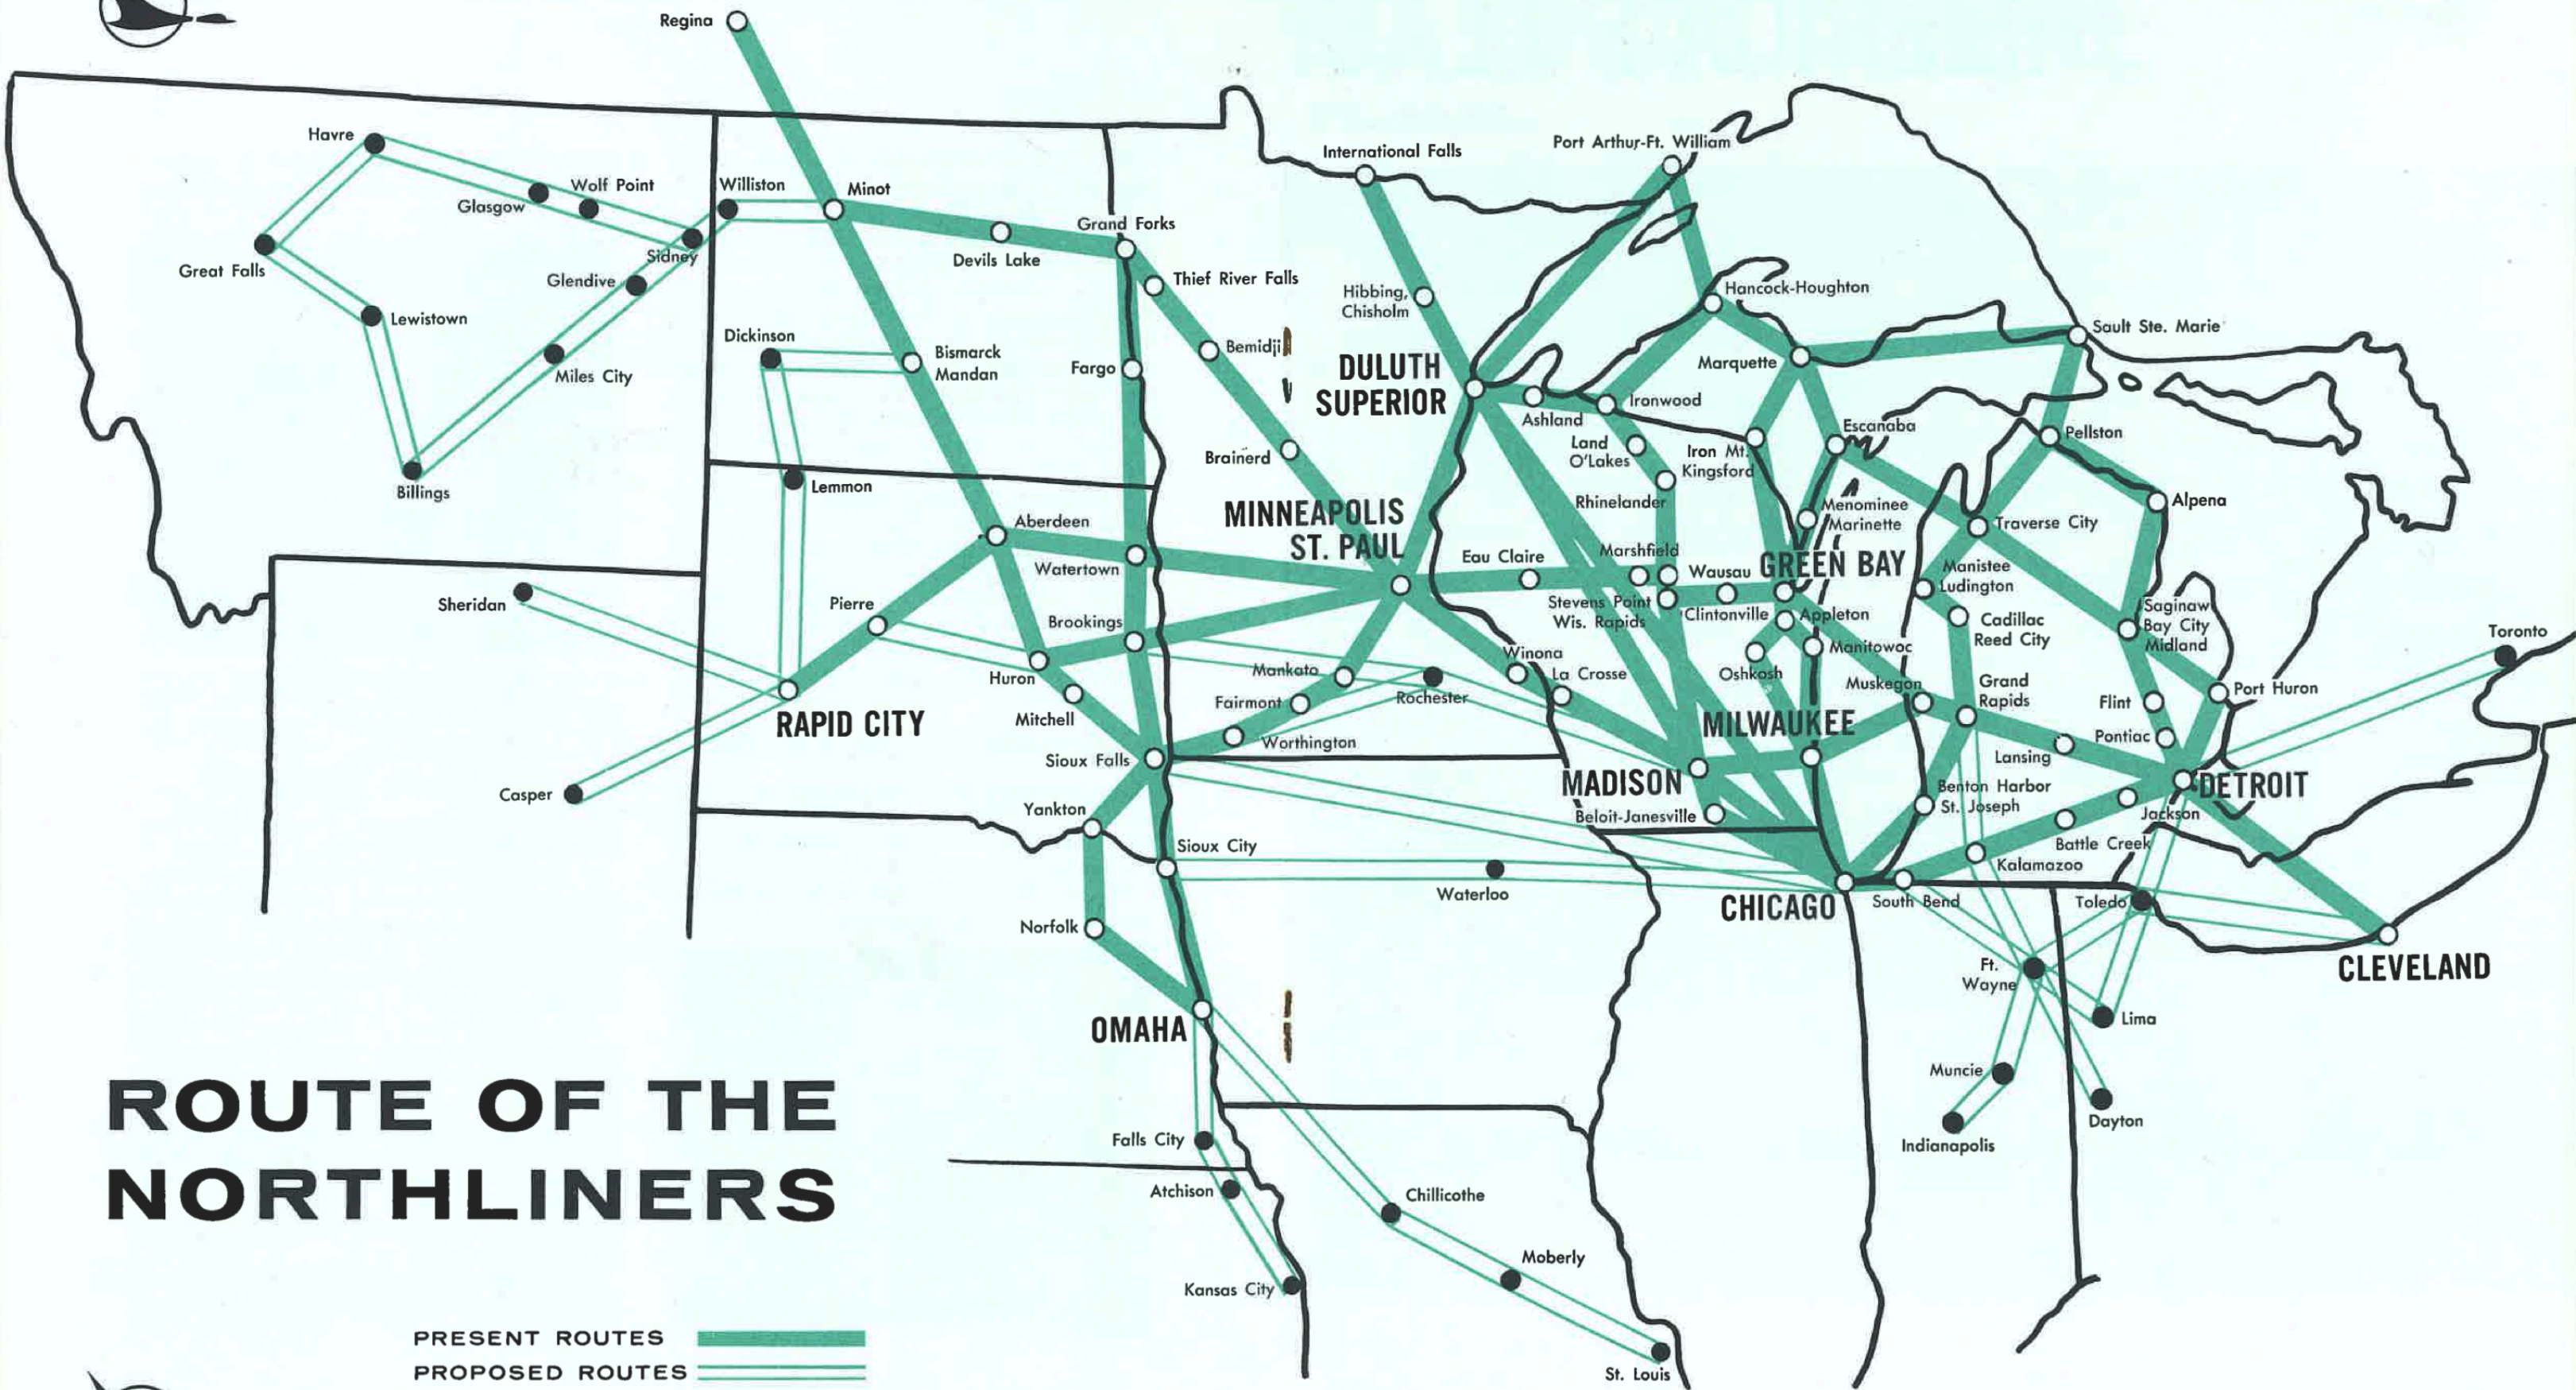 Regina
Havre
Wolf Point
Glasgow
Williston
Minot
Sidney
Great Falls
Glendive
Lewistown
Miles City
Billings
Devils Lake
Grand Forks
Thief River Falls
Dickinson
Bismarck
Mandan
Fargo
Bemidji
Brainerd
Lemmon
Aberdeen
Watertown
Sheridan
Pierre
Brookings
Huron
Mitchell
RAPID CITY
Casper
Sioux Falls
Yankton
Sioux City
Norfolk
OMAHA
International Falls
Port Arthur-Ft. William
Hibbing,
Chisholm
Hancock-Houghton
DULUTH
SUPERIOR
Marquette
Sault Ste. Marie
Ashland
Ironwood
Land
O'Lakes
Iron Mt.
Kingsford
Escanaba
Pellston
Rhinelander
Menominee
Marinette
Traverse City
Alpena
MINNEAPOLIS
ST. PAUL
Eau Claire
Marshfield
Wausau
GREEN BAY
Manistee
Ludington
Stevens Point
Wis. Rapids
Clintonville
Appleton
Cadillac
Reed City
Saginaw
Bay City
Midland
Toronto
Winona
La Crosse
Oshkosh
Manitowoc
Mankato
Rochester
Fairmont
Worthington
Muskegon
Grand
Rapids
Flint
Port Huron
Pontiac
MILWAUKEE
Lansing
MADISON
Beloit-Janesville
Benton Harbor
St. Joseph
DETROIT
Jackson
Battle Creek
Kalamazoo
Waterloo
CHICAGO
South Bend
Toledo
CLEVELAND
Ft.
Wayne
Lima
Muncie
Dayton
Indianapolis
Falls City
Atchison
Kansas City
Chillicothe
Moberly
St. Louis
ROUTE OF THE
NORTHLINERS
PRESENT ROUTES
PROPOSED ROUTES